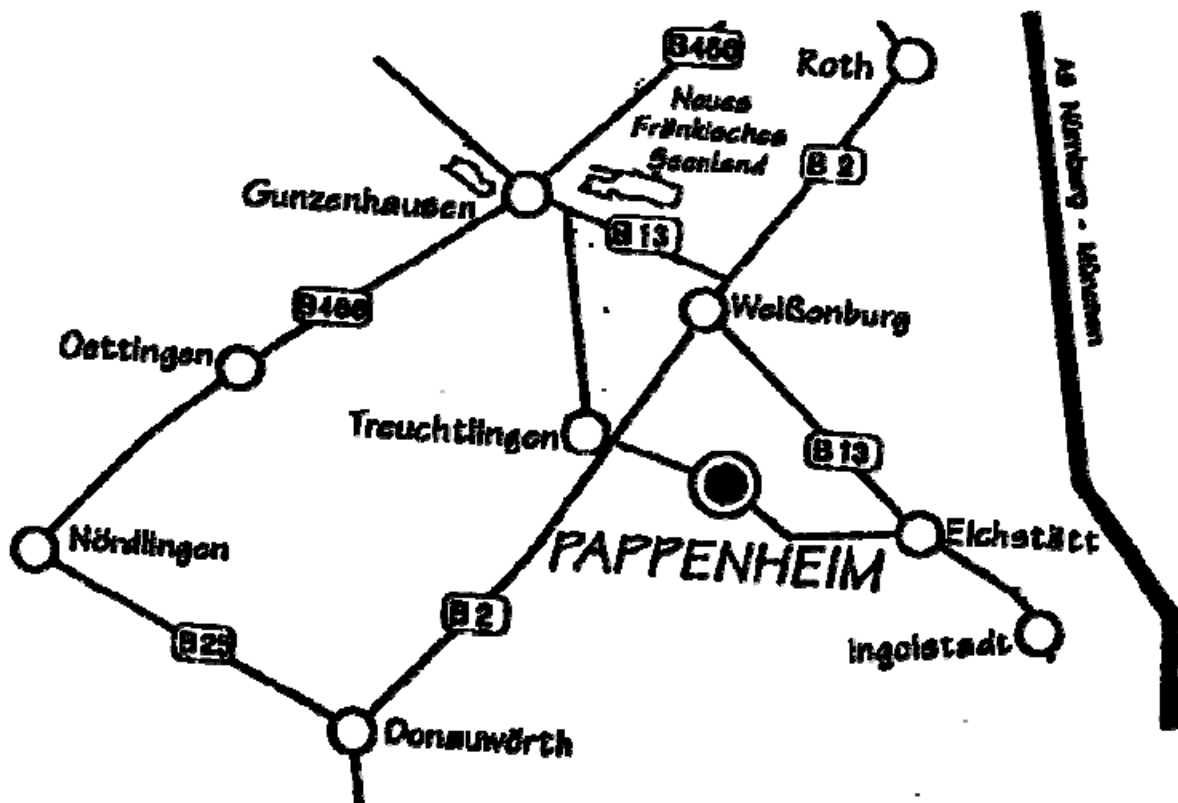 B466
Roth
A9 Nürnberg - München
Neues
Fränkisches
Seenland
B 2
Gunzenhausen
B 13
B466
Weißenburg
Oettingen
Treuchtlingen
B 13
Nördlingen
Eichstätt
PAPPENHEIM
B 2
B 25
Ingolstadt
Donauwörth